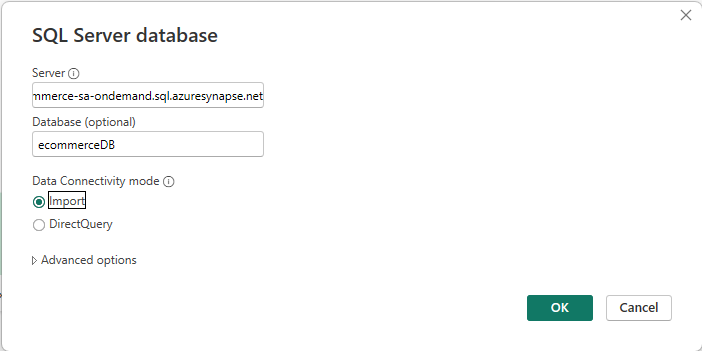 SQL Server database
Server
mmerce-sa-ondemand.sql.azuresynapse.net
Database (optional)
ecommerceDB
Data Connectivity mode
Import
DirectQuery
Advanced options
OK Cancel